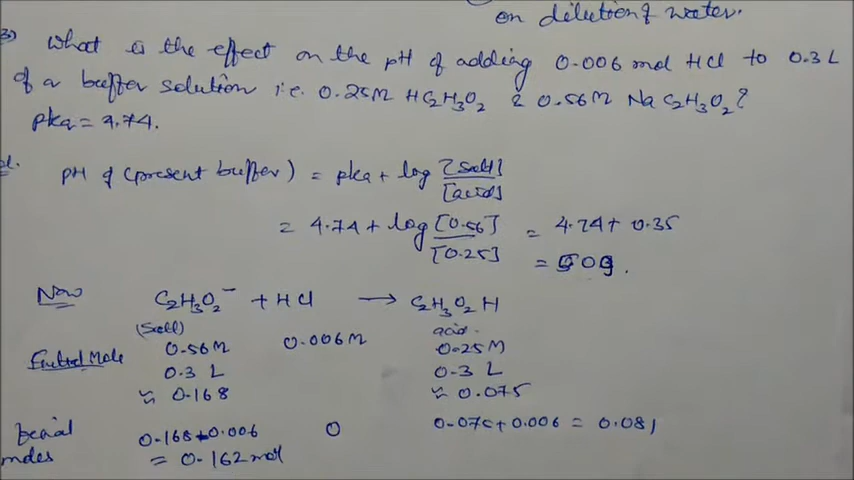 on dilution of water.
3) What is the effect on the pH of adding 0.006 mol HCl to 0.3 L
of a buffer solution i.e. 0.25M HC₂H₃O₂ & 0.56M NaC₂H₃O₂?
pka = 4.74.
pH of (present buffer) = pka + log [Salt]/[acid]
= 4.74 + log [0.56]/[0.25] = 4.74 + 0.35
= 5.09.
Now C₂H₃O₂⁻ + HCl → C₂H₃O₂H
(Salt) acid.
Initial Mole 0.56M 0.006M 0.25M
0.3 L 0.3 L
≈ 0.168 ≈ 0.075
moles 0.168-0.006 0 0.075+0.006 = 0.081
= 0.162 mol